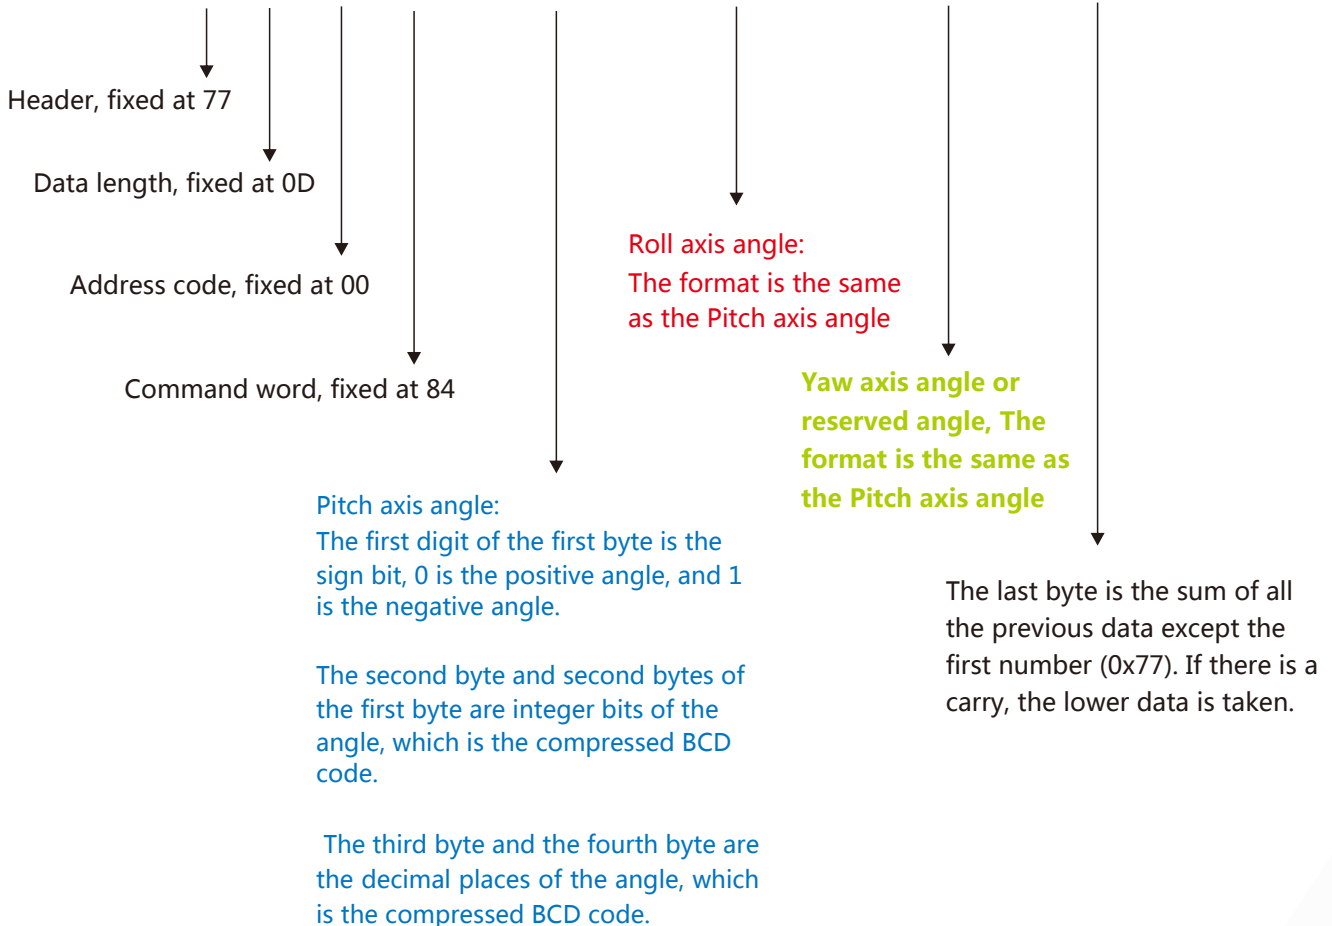 Header, fixed at 77
Data length, fixed at 0D
Address code, fixed at 00
Command word, fixed at 84
Pitch axis angle:
The first digit of the first byte is the
sign bit, 0 is the positive angle, and 1
is the negative angle.
The second byte and second bytes of
the first byte are integer bits of the
angle, which is the compressed BCD
code.
The third byte and the fourth byte are
the decimal places of the angle, which
is the compressed BCD code.
Roll axis angle:
The format is the same
as the Pitch axis angle
Yaw axis angle or
reserved angle, The
format is the same as
the Pitch axis angle
The last byte is the sum of all
the previous data except the
first number (0x77). If there is a
carry, the lower data is taken.